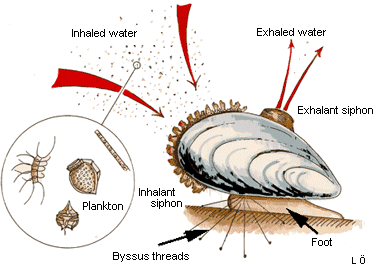 Inhaled water
Exhaled water
Exhalant siphon
Plankton
Inhalant
siphon
Foot
Byssus threads
L Ö